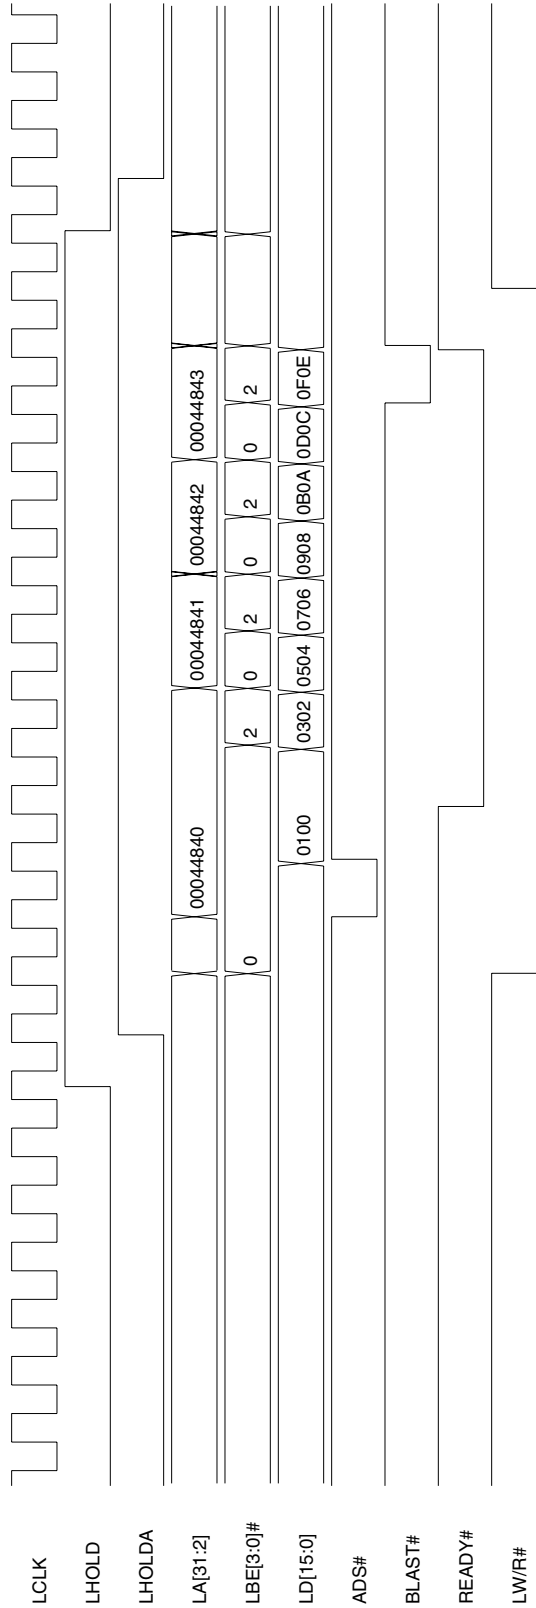 LCLK
LHOLD
LHOLDA
LA[31:2] 00044840 00044841 00044842 00044843
LBE[3:0]# 0 2 0 2 0 2 0 2
LD[15:0] 0100 0302 0504 0706 0908 0B0A 0D0C 0F0E
ADS#
BLAST#
READY#
LW/R#